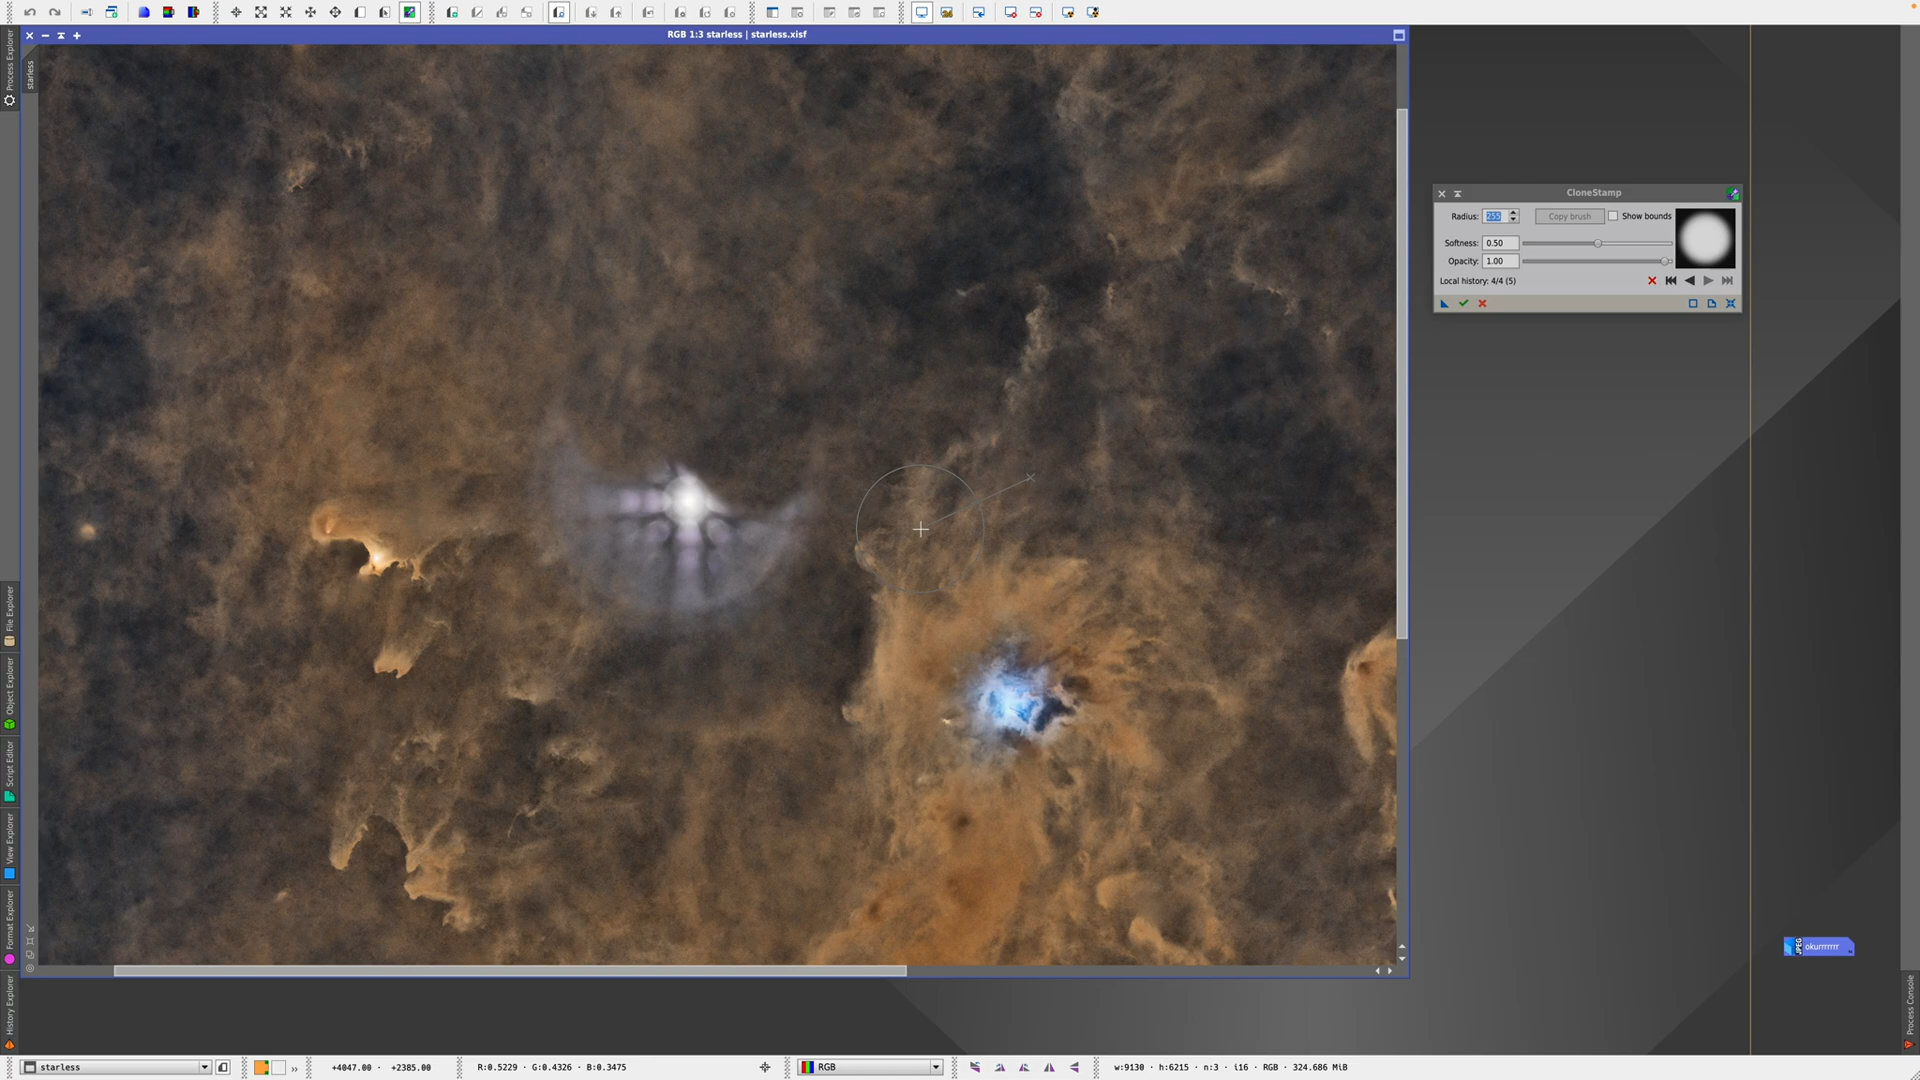 RGB 1:3 starless | starless.xisf
Process Explorer
starless
CloneStamp
Radius: 255
Copy brush
Show bounds
Softness: 0.50
Opacity: 1.00
Local history: 4/4 (5)
File Explorer
Object Explorer
Script Editor
View Explorer
Format Explorer
History Explorer
JPEG
okurrrrrrr
Process Console
starless
+4047.00 · +2385.00
R:0.5229 · G:0.4326 · B:0.3475
RGB
w:9130 · h:6215 · n:3 · i16 · RGB · 324.686 MiB